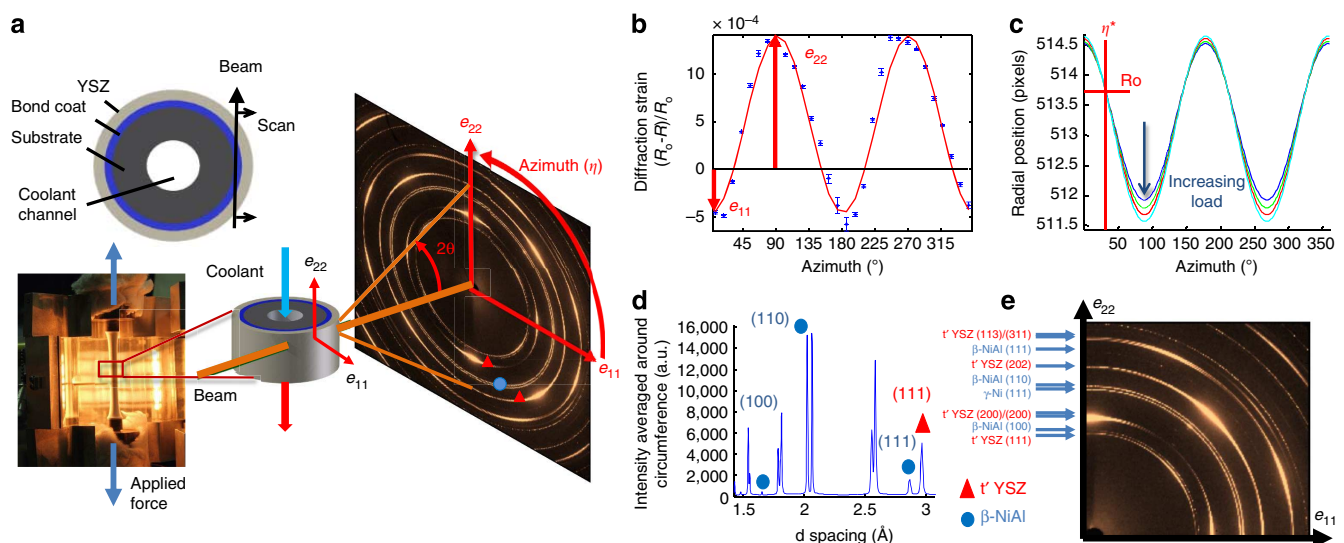 a
YSZ
Bond coat
Substrate
Coolant
channel
Beam
Scan
Coolant
e22
e11
Beam
Applied
force
2θ
e22
Azimuth (η)
e11
b
× 10⁻⁴
Diffraction strain
(Ro-R)/Ro
10
5
0
−5
e22
e11
45 90 135 180 225 270 315
Azimuth (°)
c
Radial position (pixels)
514.5
514
513.5
513
512.5
512
511.5
η*
Ro
Increasing
load
50 100 150 200 250 300 350
Azimuth (°)
d
Intensity averaged around
circumference (a.u.)
16,000
14,000
12,000
10,000
8,000
6,000
4,000
2,000
0
(110)
(100)
(111)
(111)
1.5 2 2.5 3
d spacing (Å)
t′ YSZ
β-NiAl
e
e22
t′ YSZ (113)/(311)
β-NiAl (111)
t′ YSZ (202)
β-NiAl (110)
γ-Ni (111)
t′ YSZ (200)/(200)
β-NiAl (100)
t′ YSZ (111)
e11